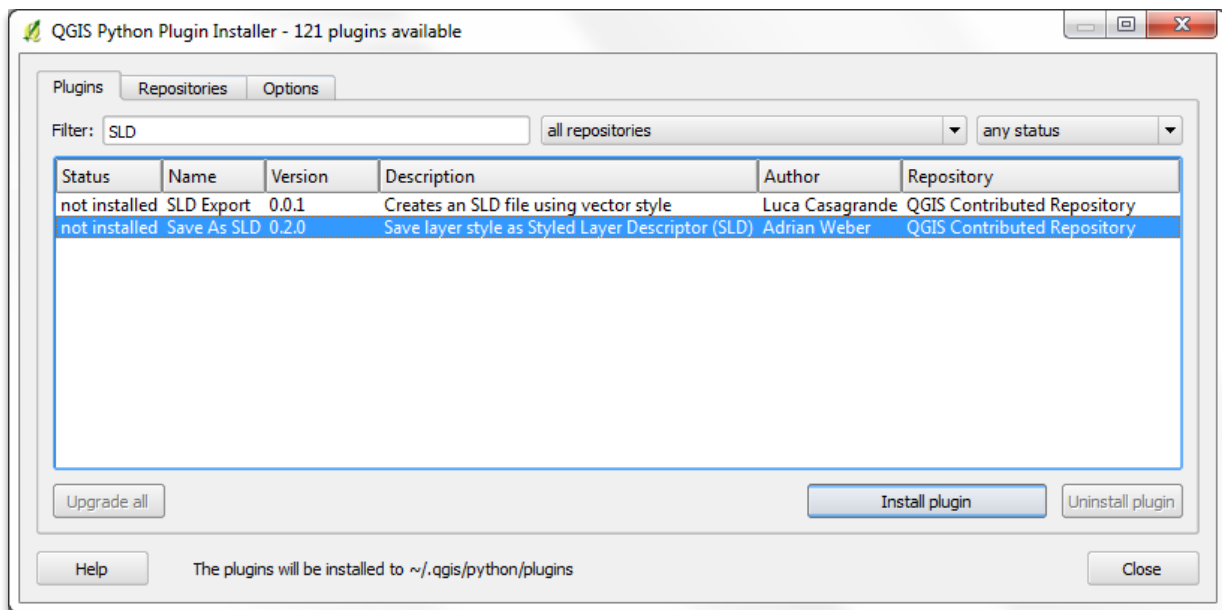 QGIS Python Plugin Installer - 121 plugins available
Plugins Repositories Options
Filter: SLD all repositories any status
Status Name Version Description Author Repository
not installed SLD Export 0.0.1 Creates an SLD file using vector style Luca Casagrande QGIS Contributed Repository
not installed Save As SLD 0.2.0 Save layer style as Styled Layer Descriptor (SLD) Adrian Weber QGIS Contributed Repository
Upgrade all Install plugin Uninstall plugin
Help The plugins will be installed to ~/.qgis/python/plugins Close